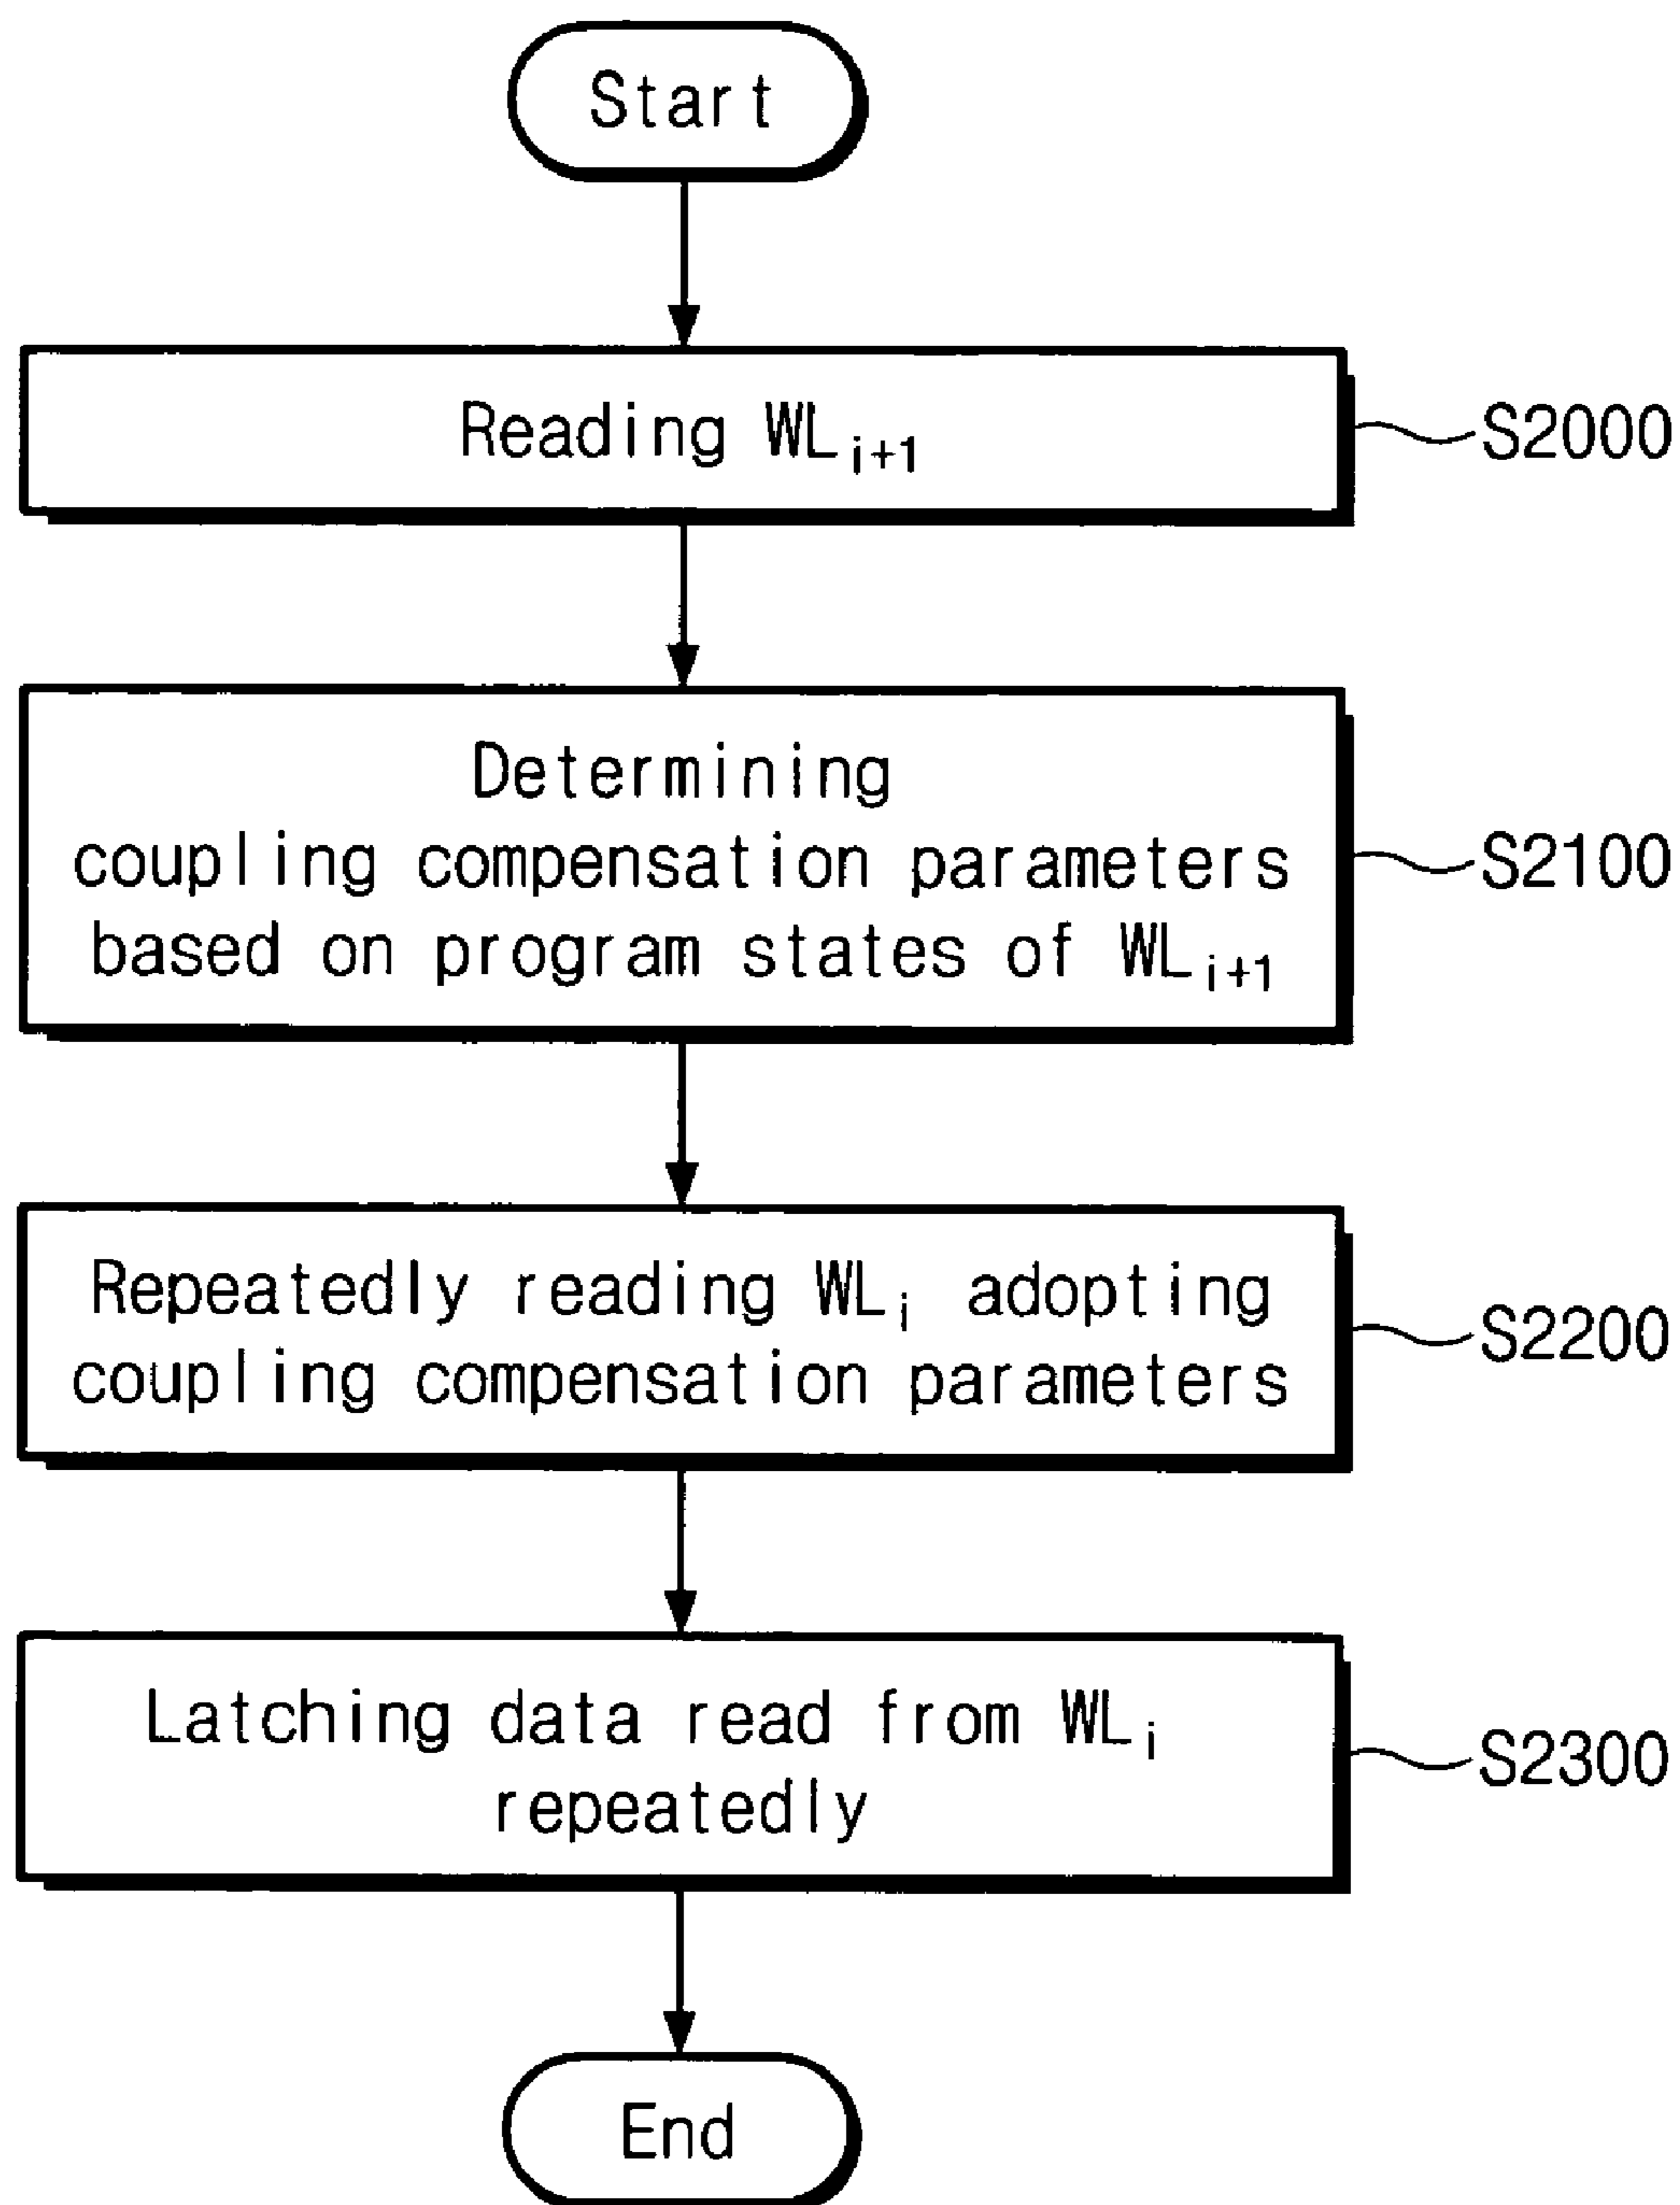 Start
Reading WLi+1
S2000
Determining
coupling compensation parameters
based on program states of WLi+1
S2100
Repeatedly reading WLi adopting
coupling compensation parameters
S2200
Latching data read from WLi
repeatedly
S2300
End